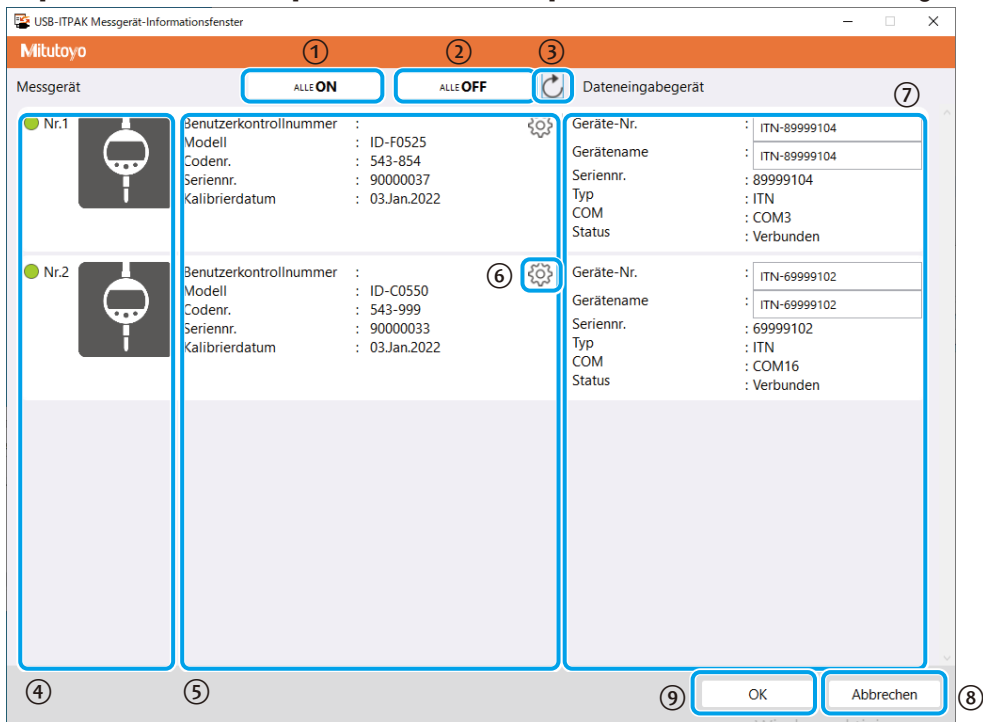 USB-ITPAK Messgerät-Informationsfenster
Mitutoyo
① ② ③
Messgerät ALLE ON ALLE OFF Dateneingabegerät
⑦
Nr.1
Benutzerkontrollnummer :
Modell : ID-F0525
Codenr. : 543-854
Seriennr. : 90000037
Kalibrierdatum : 03.Jan.2022
Geräte-Nr. : ITN-89999104
Gerätename : ITN-89999104
Seriennr. : 89999104
Typ : ITN
COM : COM3
Status : Verbunden
Nr.2
Benutzerkontrollnummer :
Modell : ID-C0550
Codenr. : 543-999
Seriennr. : 90000033
Kalibrierdatum : 03.Jan.2022
⑥
Geräte-Nr. : ITN-69999102
Gerätename : ITN-69999102
Seriennr. : 69999102
Typ : ITN
COM : COM16
Status : Verbunden
④ ⑤ ⑨ OK Abbrechen ⑧